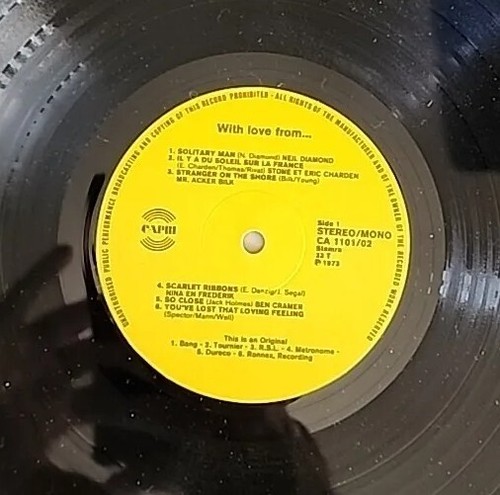 UNAUTHORISED PUBLIC PERFORMANCE BROADCASTING AND COPYING OF THIS RECORD PROHIBITED - ALL RIGHTS OF THE MANUFACTURER AND OF THE OWNER OF THE RECORDED WORK RESERVED
With love from...
1. SOLITARY MAN (N. Diamond) NEIL DIAMOND
2. IL Y A DU SOLEIL SUR LA FRANCE
(E. Charden/Thomas/Rivat) STONE ET ERIC CHARDEN
3. STRANGER ON THE SHORE (Bilk/Young)
MR. ACKER BILK
CAPRI
Side 1
STEREO/MONO
CA 1101/02
Stemra
33 T
Ⓟ 1973
4. SCARLET RIBBONS (E. Danzig/J. Segal)
NINA EN FREDERIK
5. SO CLOSE (Jack Holmes) BEN CRAMER
6. YOU'VE LOST THAT LOVING FEELING
(Spector/Mann/Weil)
This is an Original
1. Bang - 2. Tournier - 3. R.S.L. - 4. Metronome -
5. Dureco - 6. Rannex, Recording